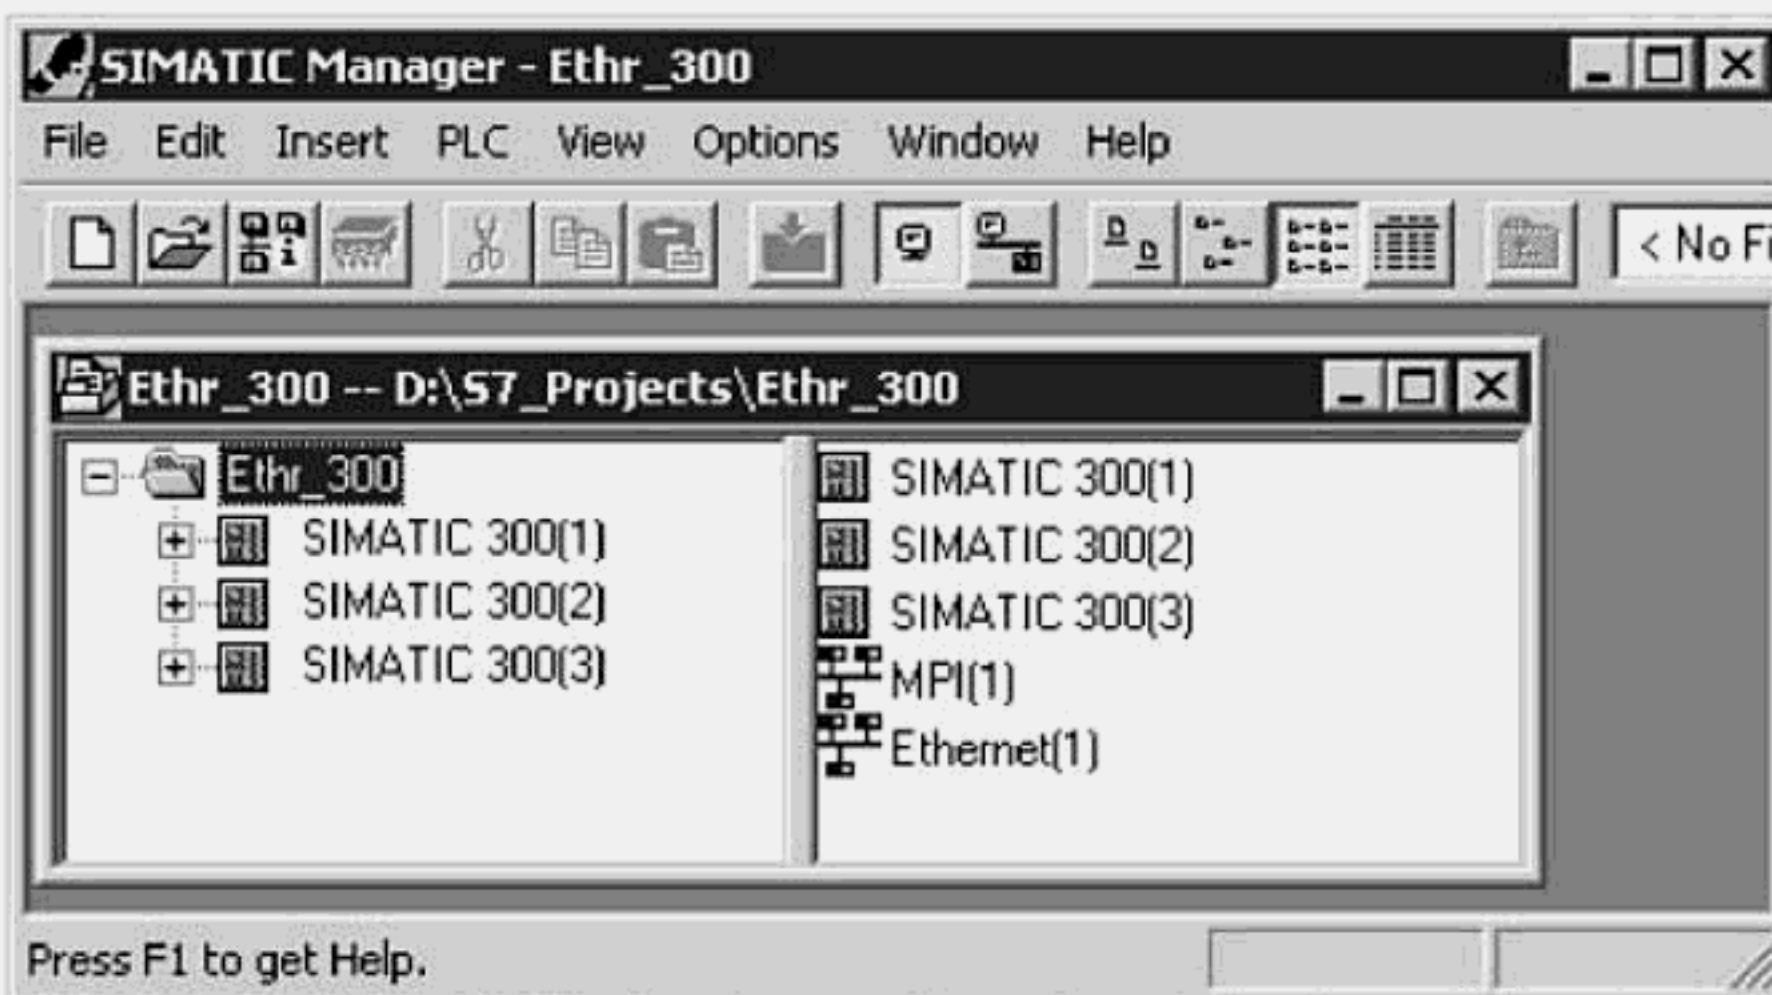 SIMATIC Manager - Ethr_300
File Edit Insert PLC View Options Window Help
< No Fi
Ethr_300 -- D:\S7_Projects\Ethr_300
Ethr_300
SIMATIC 300(1)
SIMATIC 300(2)
SIMATIC 300(3)
SIMATIC 300(1)
SIMATIC 300(2)
SIMATIC 300(3)
MPI(1)
Ethernet(1)
Press F1 to get Help.